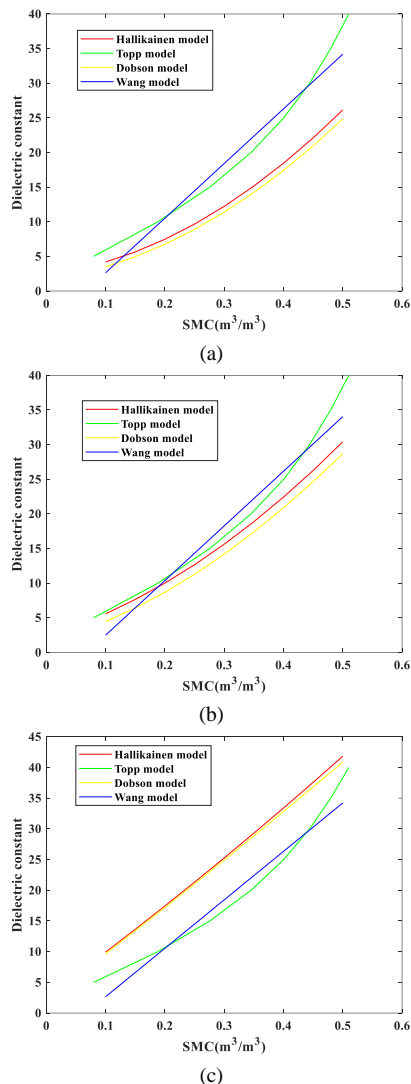 (a)
40
35
30
25
20
15
10
5
0
Dielectric constant
Hallikainen model
Topp model
Dobson model
Wang model
0 0.1 0.2 0.3 0.4 0.5 0.6
SMC(m³/m³)
(a)
40
35
30
25
20
15
10
5
0
Dielectric constant
Hallikainen model
Topp model
Dobson model
Wang model
0 0.1 0.2 0.3 0.4 0.5 0.6
SMC(m³/m³)
(b)
45
40
35
30
25
20
15
10
5
0
Dielectric constant
Hallikainen model
Topp model
Dobson model
Wang model
0 0.1 0.2 0.3 0.4 0.5 0.6
SMC(m³/m³)
(c)